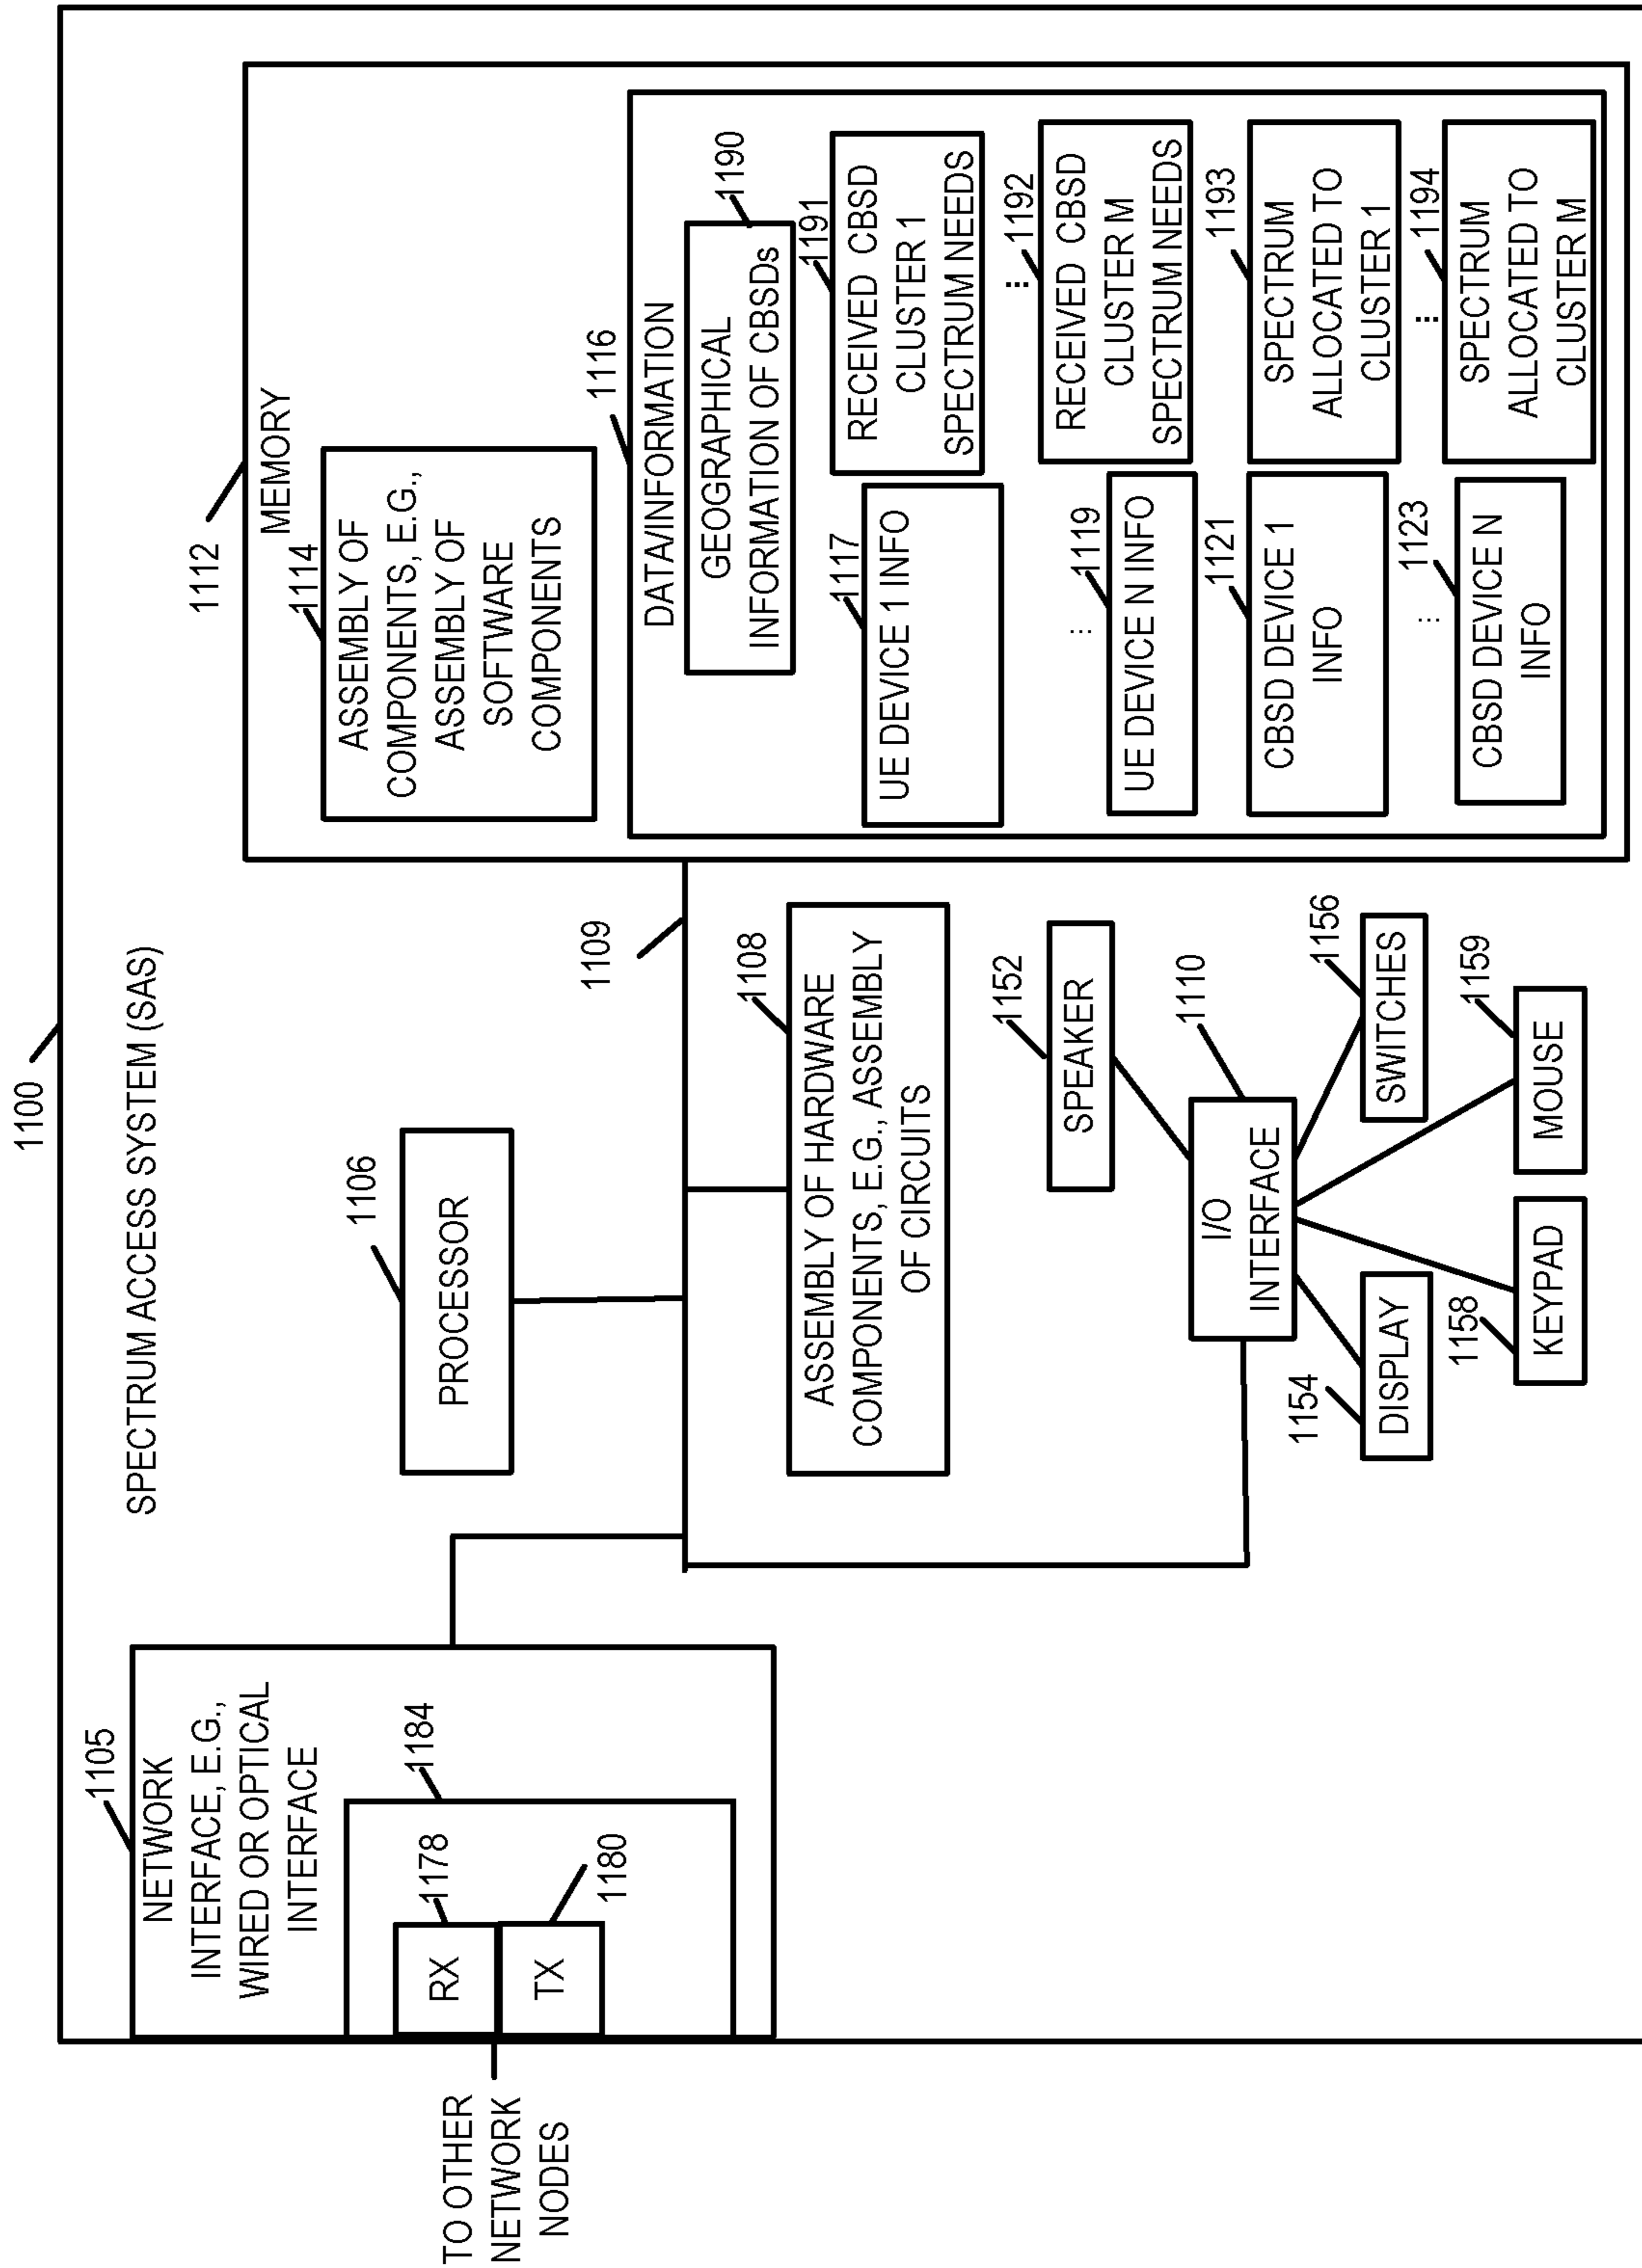 1100
SPECTRUM ACCESS SYSTEM (SAS)
1105
NETWORK
INTERFACE, E.G.,
WIRED OR OPTICAL
INTERFACE
1184
RX
1178
TX
1180
TO OTHER
NETWORK
NODES
1106
PROCESSOR
1109
1108
ASSEMBLY OF HARDWARE
COMPONENTS, E.G., ASSEMBLY
OF CIRCUITS
1152
SPEAKER
1110
I/O
INTERFACE
1156
SWITCHES
1159
MOUSE
1154
DISPLAY
1158
KEYPAD
1112
MEMORY
1114
ASSEMBLY OF
COMPONENTS, E.G.,
ASSEMBLY OF
SOFTWARE
COMPONENTS
1116
DATA/INFORMATION
1190
GEOGRAPHICAL
INFORMATION OF CBSDs
1117
UE DEVICE 1 INFO
⋮
1119
UE DEVICE N INFO
1121
CBSD DEVICE 1
INFO
⋮
1123
CBSD DEVICE N
INFO
1191
RECEIVED CBSD
CLUSTER 1
SPECTRUM NEEDS
⋮
1192
RECEIVED CBSD
CLUSTER M
SPECTRUM NEEDS
1193
SPECTRUM
ALLOCATED TO
CLUSTER 1
⋮
1194
SPECTRUM
ALLOCATED TO
CLUSTER M